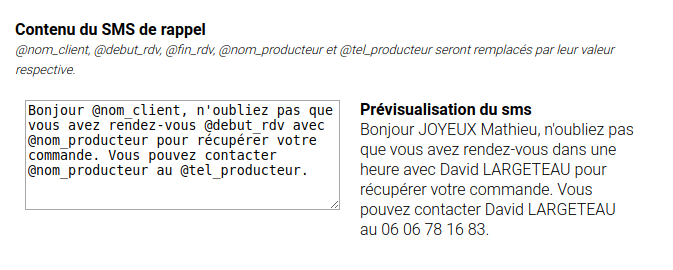 Contenu du SMS de rappel
@nom_client, @debut_rdv, @fin_rdv, @nom_producteur et @tel_producteur seront remplacés par leur valeur
respective.
Bonjour @nom_client, n'oubliez pas que
vous avez rendez-vous @debut_rdv avec
@nom_producteur pour récupérer votre
commande. Vous pouvez contacter
@nom_producteur au @tel_producteur.
Prévisualisation du sms
Bonjour JOYEUX Mathieu, n'oubliez pas
que vous avez rendez-vous dans une
heure avec David LARGETEAU pour
récupérer votre commande. Vous
pouvez contacter David LARGETEAU
au 06 06 78 16 83.